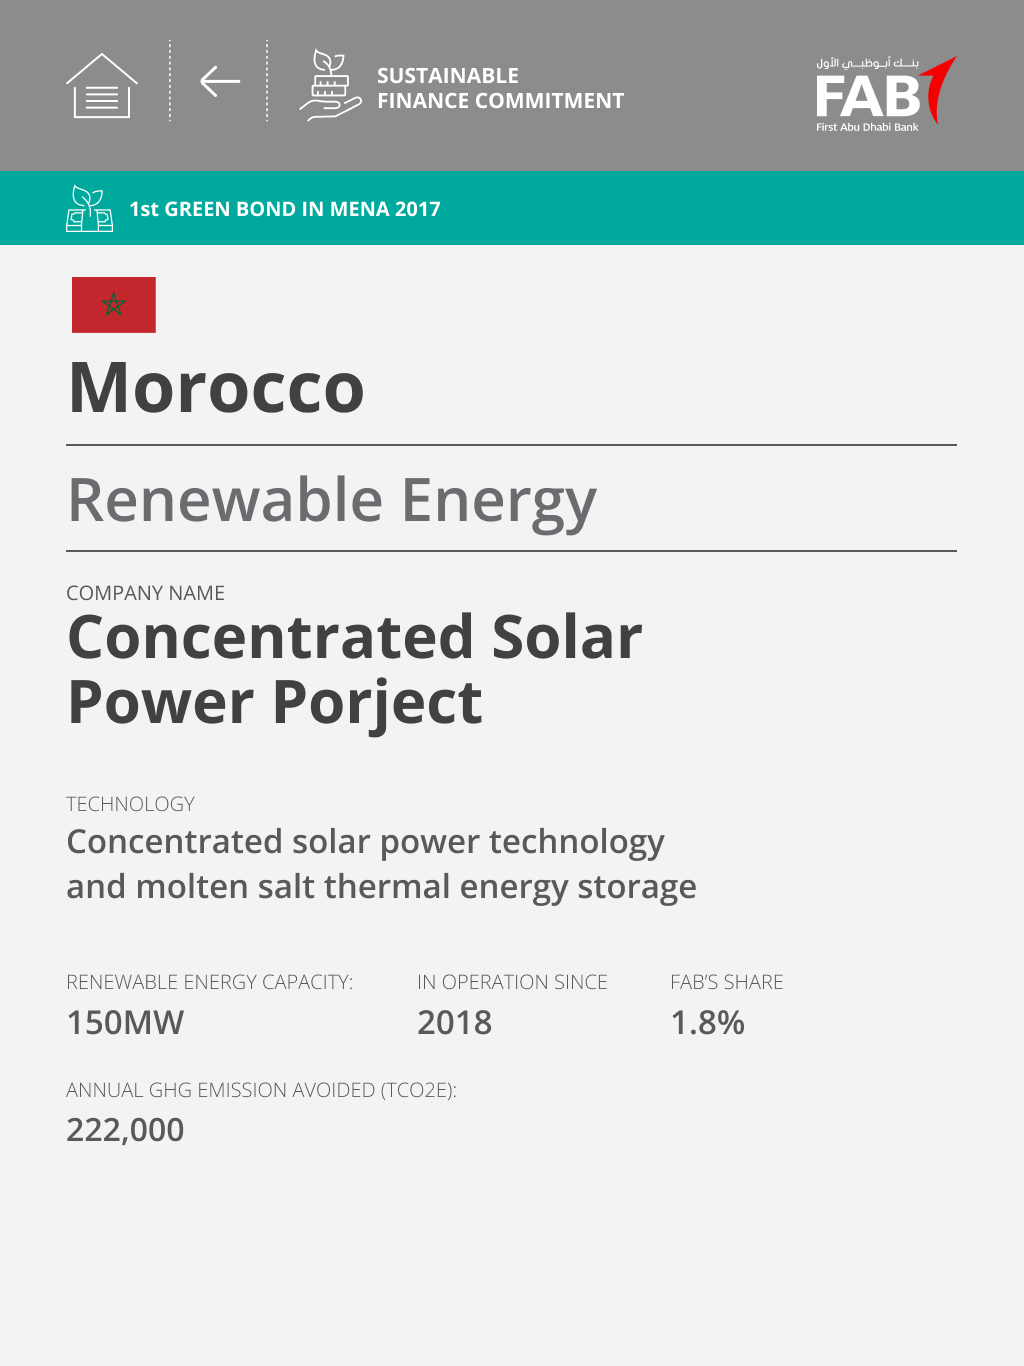 SUSTAINABLE
FINANCE COMMITMENT
بنك أبوظبي الأول
FAB
First Abu Dhabi Bank
1st GREEN BOND IN MENA 2017
Morocco
Renewable Energy
COMPANY NAME
Concentrated Solar
Power Porject
TECHNOLOGY
Concentrated solar power technology
and molten salt thermal energy storage
RENEWABLE ENERGY CAPACITY: IN OPERATION SINCE FAB'S SHARE
150MW 2018 1.8%
ANNUAL GHG EMISSION AVOIDED (TCO2E):
222,000